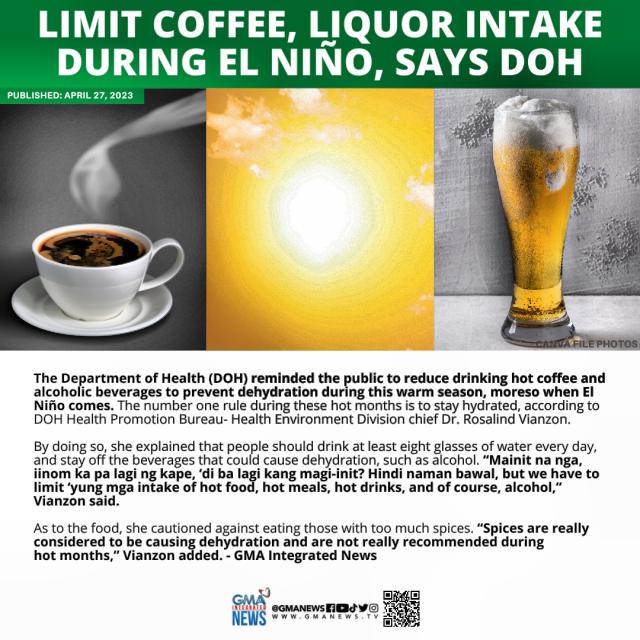 LIMIT COFFEE, LIQUOR INTAKE
DURING EL NIÑO, SAYS DOH
PUBLISHED: APRIL 27, 2023
CANVA FILE PHOTOS
The Department of Health (DOH) reminded the public to reduce drinking hot coffee and
alcoholic beverages to prevent dehydration during this warm season, moreso when El
Niño comes. The number one rule during these hot months is to stay hydrated, according to
DOH Health Promotion Bureau- Health Environment Division chief Dr. Rosalind Vianzon.
By doing so, she explained that people should drink at least eight glasses of water every day,
and stay off the beverages that could cause dehydration, such as alcohol. “Mainit na nga,
iinom ka pa lagi ng kape, ‘di ba lagi kang magi-init? Hindi naman bawal, but we have to
limit ‘yung mga intake of hot food, hot meals, hot drinks, and of course, alcohol,”
Vianzon said.
As to the food, she cautioned against eating those with too much spices. “Spices are really
considered to be causing dehydration and are not really recommended during
hot months,” Vianzon added. - GMA Integrated News
GMA
INTEGRATED
NEWS
@GMANEWS
WWW.GMANEWS.TV